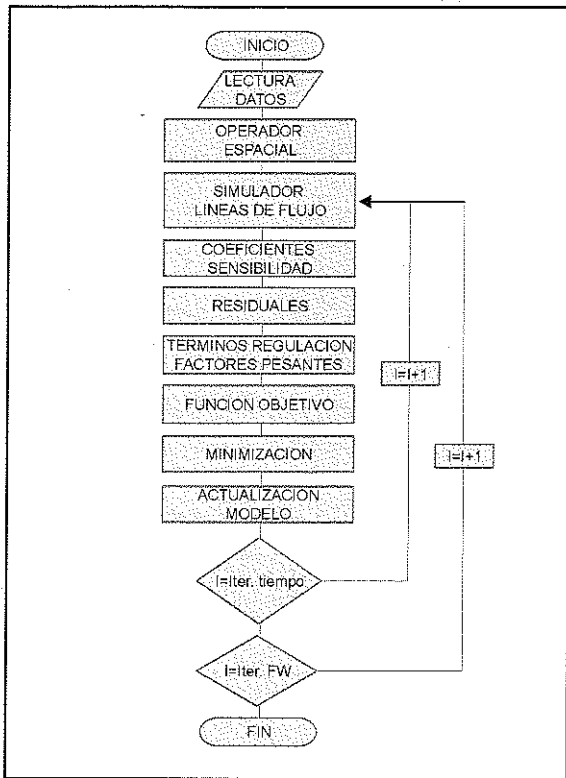 INICIO
LECTURA
DATOS
OPERADOR
ESPACIAL
SIMULADOR
LINEAS DE FLUJO
COEFICIENTES
SENSIBILIDAD
RESIDUALES
TERMINOS REGULACION
FACTORES PESANTES
I=I+1
FUNCION OBJETIVO
I=I+1
MINIMIZACION
ACTUALIZACION
MODELO
I=Iter. tiempo
I=Iter. FW
FIN